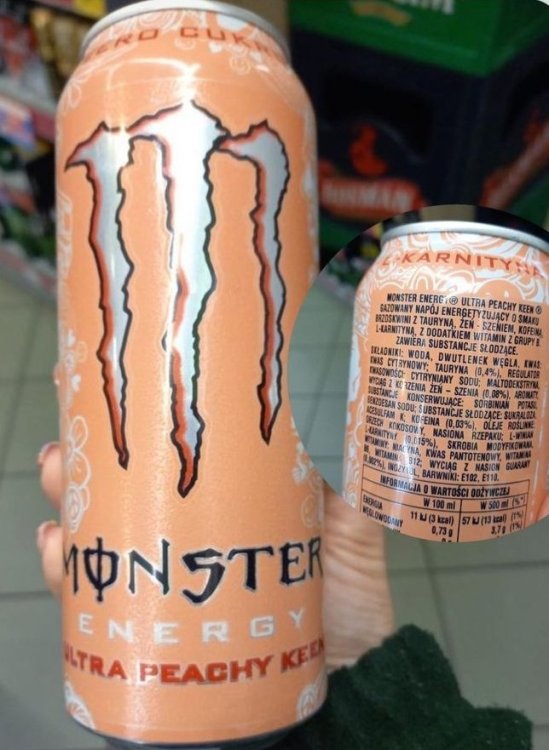 ZERO CUKR
MONSTER
ENERGY
ULTRA PEACHY KEEN
L-KARNITYNA
MONSTER ENERGY® ULTRA PEACHY KEEN ®
GAZOWANY NAPÓJ ENERGETYZUJĄCY O SMAKU
BRZOSKWINI Z TAURYNĄ, ŻEŃ - SZENIEM, KOFEINĄ,
L-KARNITYNĄ, Z DODATKIEM WITAMIN Z GRUPY B.
ZAWIERA SUBSTANCJE SŁODZĄCE.
SKŁADNIKI: WODA, DWUTLENEK WĘGLA, KWAS:
KWAS CYTRYNOWY; TAURYNA (0,4%), REGULATOR
KWASOWOŚCI: CYTRYNIANY SODU; MALTODEKSTRYNA,
WYCIĄG Z KORZENIA ŻEŃ - SZENIA (0,08%), AROMATY,
SUBSTANCJE KONSERWUJĄCE: SORBINIAN POTASU,
BENZOESAN SODU; SUBSTANCJE SŁODZĄCE: SUKRALOZA,
ACESULFAM K; KOFEINA (0,03%), OLEJE ROŚLINNE:
ORZECH KOKOSOWY, NASIONA RZEPAKU; L-WINIAN
L-KARNITYNY (0,015%), SKROBIA MODYFIKOWANA,
WITAMINY: NIACYNA, KWAS PANTOTENOWY, WITAMINA
B6, WITAMINA B12; WYCIĄG Z NASION GUARANY
(0,002%), INOZYTOL, BARWNIKI: E102, E110.
INFORMACJA O WARTOŚCI ODŻYWCZEJ
W 100 ml W 500 ml (%*)
ENERGIA 11 kJ (3 kcal) 57 kJ (13 kcal) (1%)
WĘGLOWODANY 0,73 g 3,7g (1%)